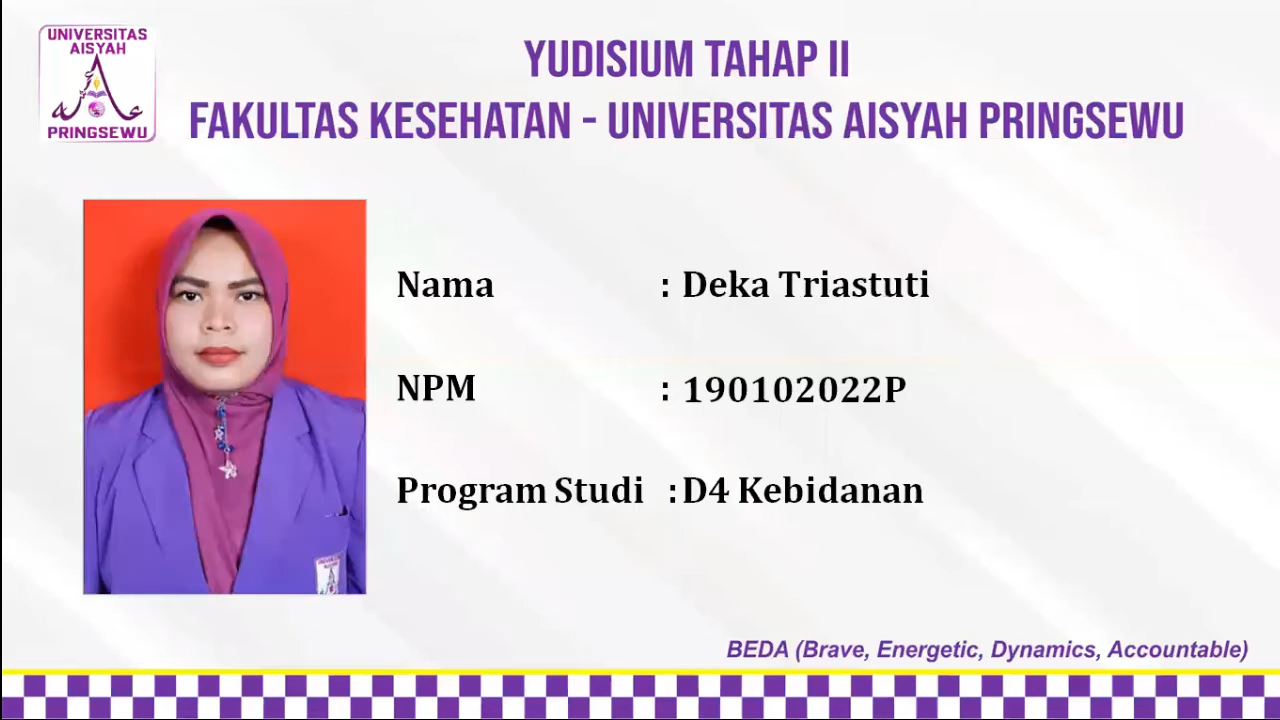 UNIVERSITAS
AISYAH
PRINGSEWU
YUDISIUM TAHAP II
FAKULTAS KESEHATAN - UNIVERSITAS AISYAH PRINGSEWU
Nama : Deka Triastuti
NPM : 190102022P
Program Studi : D4 Kebidanan
BEDA (Brave, Energetic, Dynamics, Accountable)